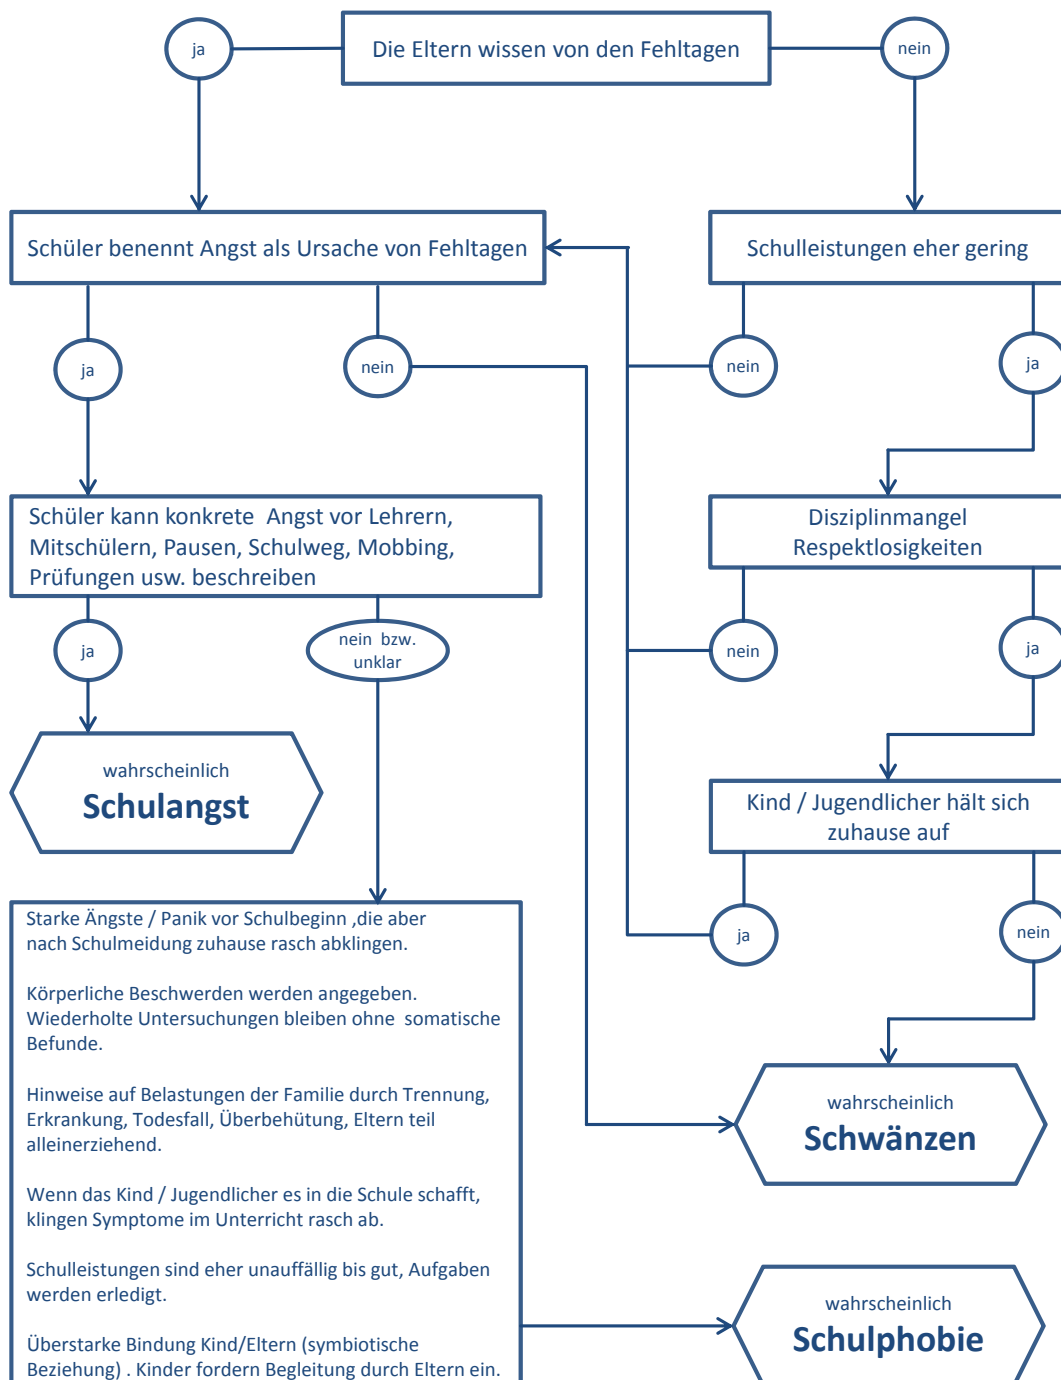 Die Eltern wissen von den Fehltagen
ja
nein
Schüler benennt Angst als Ursache von Fehltagen
Schulleistungen eher gering
ja
nein
nein
ja
Schüler kann konkrete Angst vor Lehrern,
Mitschülern, Pausen, Schulweg, Mobbing,
Prüfungen usw. beschreiben
Disziplinmangel
Respektlosigkeiten
ja
nein bzw.
unklar
nein
ja
wahrscheinlich
Schulangst
Kind / Jugendlicher hält sich
zuhause auf
ja
nein
Starke Ängste / Panik vor Schulbeginn ,die aber
nach Schulmeidung zuhause rasch abklingen.
Körperliche Beschwerden werden angegeben.
Wiederholte Untersuchungen bleiben ohne somatische
Befunde.
Hinweise auf Belastungen der Familie durch Trennung,
Erkrankung, Todesfall, Überbehütung, Eltern teil
alleinerziehend.
Wenn das Kind / Jugendlicher es in die Schule schafft,
klingen Symptome im Unterricht rasch ab.
Schulleistungen sind eher unauffällig bis gut, Aufgaben
werden erledigt.
Überstarke Bindung Kind/Eltern (symbiotische
Beziehung) . Kinder fordern Begleitung durch Eltern ein.
wahrscheinlich
Schwänzen
wahrscheinlich
Schulphobie